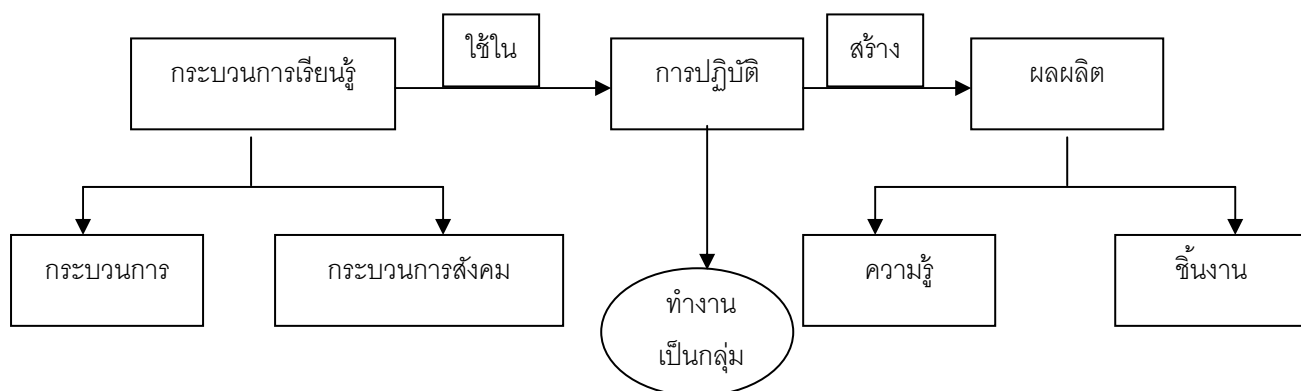 กระบวนการเรียนรู้
ใช้ใน
การปฏิบัติ
สร้าง
ผลผลิต
กระบวนการ
กระบวนการสังคม
ทำงาน
เป็นกลุ่ม
ความรู้
ชิ้นงาน